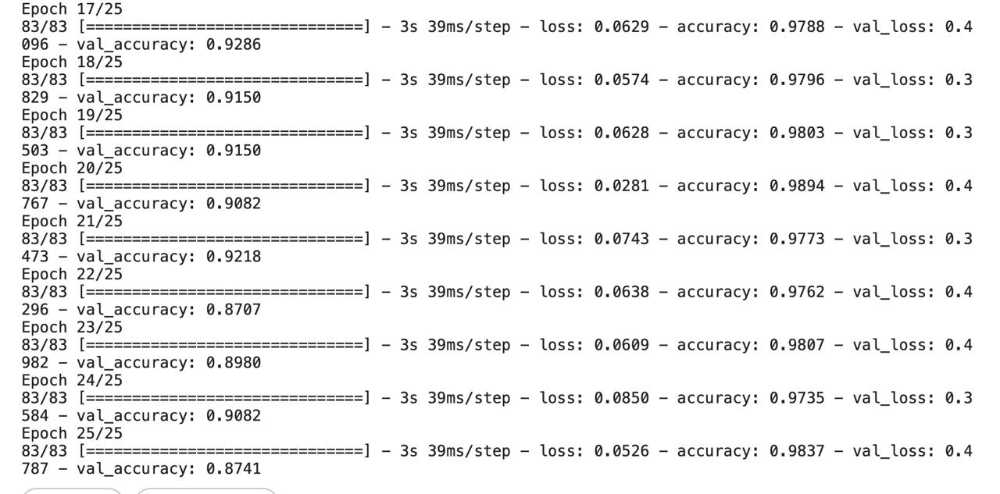 Epoch 17/25
83/83 [==============================] – 3s 39ms/step – loss: 0.0629 – accuracy: 0.9788 – val_loss: 0.4
096 – val_accuracy: 0.9286
Epoch 18/25
83/83 [==============================] – 3s 39ms/step – loss: 0.0574 – accuracy: 0.9796 – val_loss: 0.3
829 – val_accuracy: 0.9150
Epoch 19/25
83/83 [==============================] – 3s 39ms/step – loss: 0.0628 – accuracy: 0.9803 – val_loss: 0.3
503 – val_accuracy: 0.9150
Epoch 20/25
83/83 [==============================] – 3s 39ms/step – loss: 0.0281 – accuracy: 0.9894 – val_loss: 0.4
767 – val_accuracy: 0.9082
Epoch 21/25
83/83 [==============================] – 3s 39ms/step – loss: 0.0743 – accuracy: 0.9773 – val_loss: 0.3
473 – val_accuracy: 0.9218
Epoch 22/25
83/83 [==============================] – 3s 39ms/step – loss: 0.0638 – accuracy: 0.9762 – val_loss: 0.4
296 – val_accuracy: 0.8707
Epoch 23/25
83/83 [==============================] – 3s 39ms/step – loss: 0.0609 – accuracy: 0.9807 – val_loss: 0.4
982 – val_accuracy: 0.8980
Epoch 24/25
83/83 [==============================] – 3s 39ms/step – loss: 0.0850 – accuracy: 0.9735 – val_loss: 0.3
584 – val_accuracy: 0.9082
Epoch 25/25
83/83 [==============================] – 3s 39ms/step – loss: 0.0526 – accuracy: 0.9837 – val_loss: 0.4
787 – val_accuracy: 0.8741